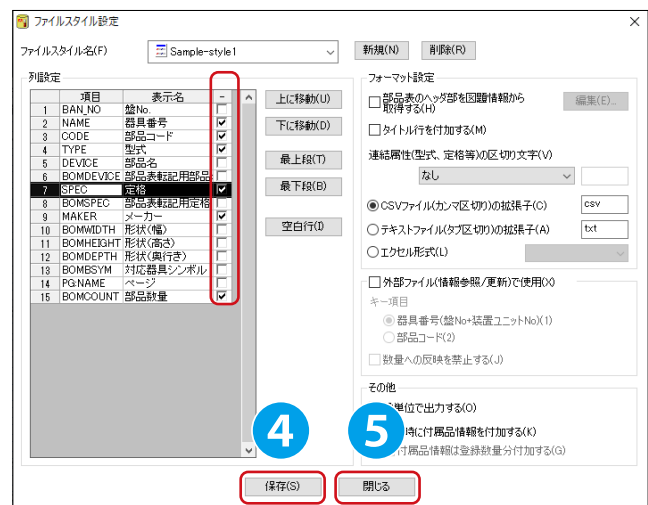 ファイルスタイル設定
ファイルスタイル名(F) Sample-style1 新規(N) 削除(R)
列設定
項目 表示名 −
1 BAN_NO 盤No.
2 NAME 器具番号
3 CODE 部品コード
4 TYPE 型式
5 DEVICE 部品名
6 BOMDEVICE 部品表転記用部品
7 SPEC 定格
8 BOMSPEC 部品表転記用定格
9 MAKER メーカー
10 BOMWIDTH 形状(幅)
11 BOMHEIGHT 形状(高さ)
12 BOMDEPTH 形状(奥行き)
13 BOMBSYM 対応器具シンボル
14 PG:NAME ページ
15 BOMCOUNT 部品数量
上に移動(U)
下に移動(D)
最上段(T)
最下段(B)
空白行(I)
フォーマット設定
部品表のヘッダ部を図題情報から
取得する(H)
編集(E)...
タイトル行を付加する(M)
連結属性(型式、定格等)の区切り文字(V)
なし
CSVファイル(カンマ区切り)の拡張子(C) csv
テキストファイル(タブ区切り)の拡張子(A) txt
エクセル形式(L)
外部ファイル(情報参照/更新)で使用(X)
キー項目
器具番号(盤No+装置ユニットNo)(1)
部品コード(2)
数量への反映を禁止する(J)
その他
単位で出力する(O)
時に付属品情報を付加する(K)
付属品情報は登録数量分付加する(G)
4
5
保存(S) 閉じる